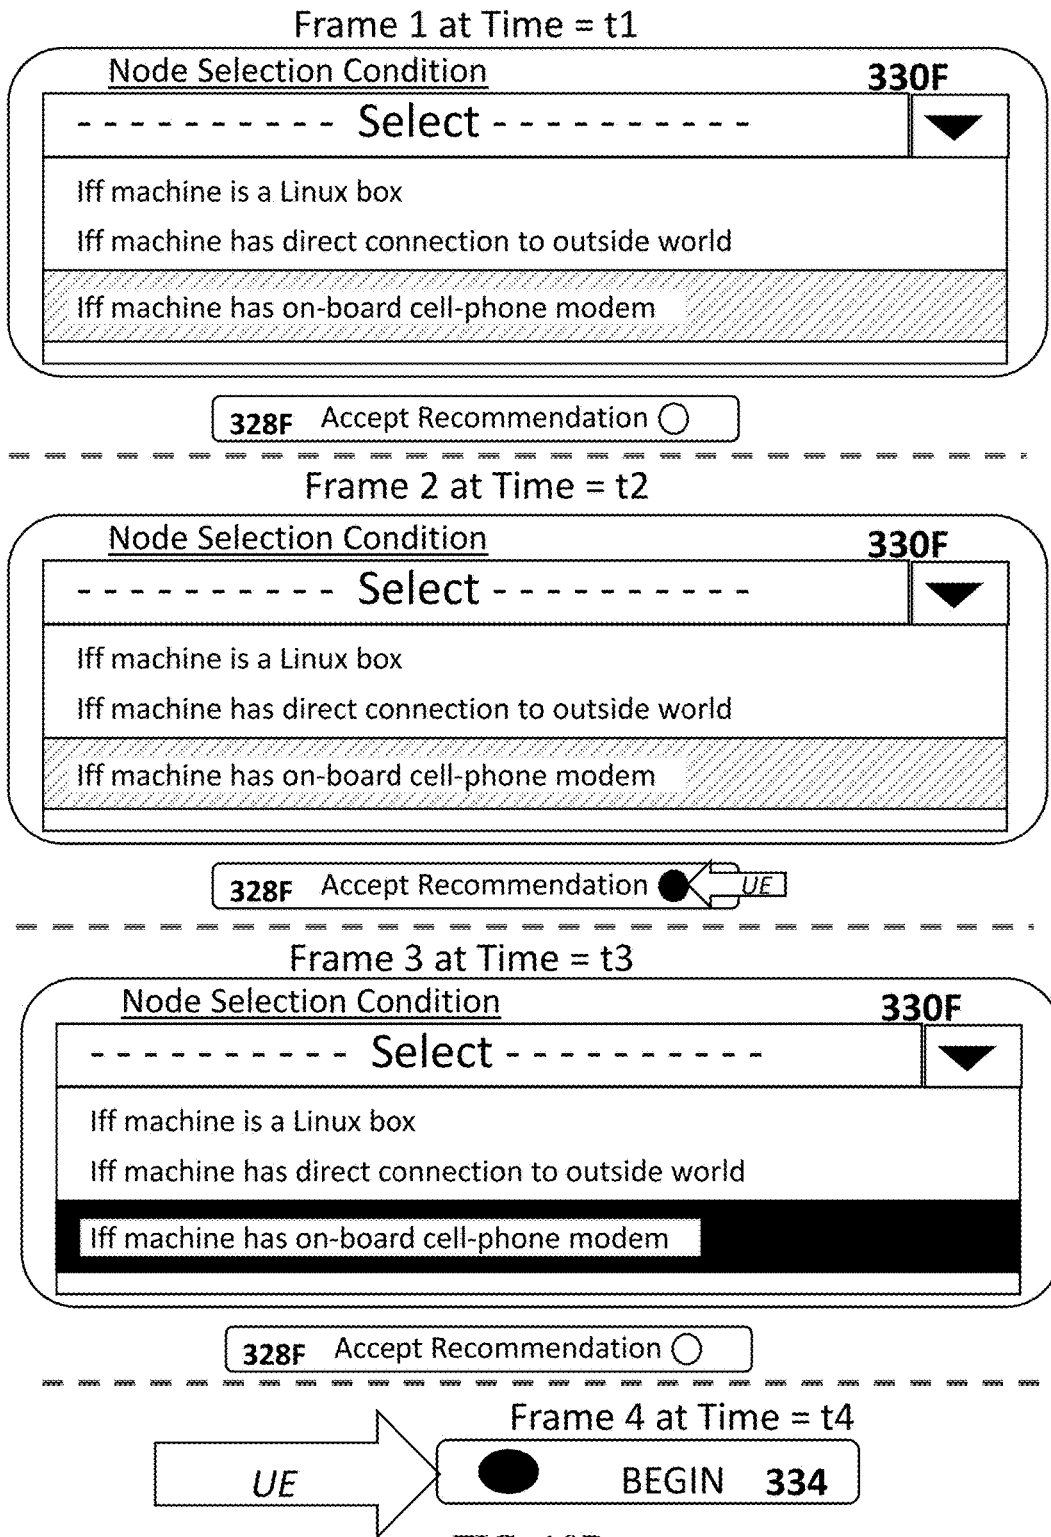 Frame 1 at Time = t1
Node Selection Condition 330F
- - - - - - - - - - Select - - - - - - - - - -
Iff machine is a Linux box
Iff machine has direct connection to outside world
Iff machine has on-board cell-phone modem
328F Accept Recommendation
Frame 2 at Time = t2
Node Selection Condition 330F
- - - - - - - - - - Select - - - - - - - - - -
Iff machine is a Linux box
Iff machine has direct connection to outside world
Iff machine has on-board cell-phone modem
328F Accept Recommendation UE
Frame 3 at Time = t3
Node Selection Condition 330F
- - - - - - - - - - Select - - - - - - - - - -
Iff machine is a Linux box
Iff machine has direct connection to outside world
Iff machine has on-board cell-phone modem
328F Accept Recommendation
Frame 4 at Time = t4
UE BEGIN 334